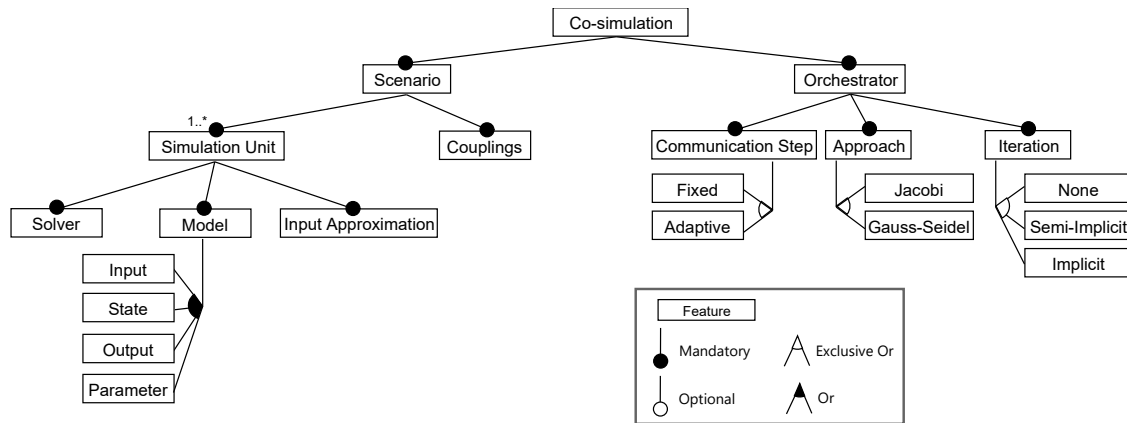 Co-simulation
Scenario
Orchestrator
1..*
Simulation Unit
Couplings
Communication Step
Approach
Iteration
Solver
Model
Input Approximation
Fixed
Adaptive
Jacobi
Gauss-Seidel
None
Semi-Implicit
Implicit
Input
State
Output
Parameter
Feature
Mandatory
Exclusive Or
Optional
Or